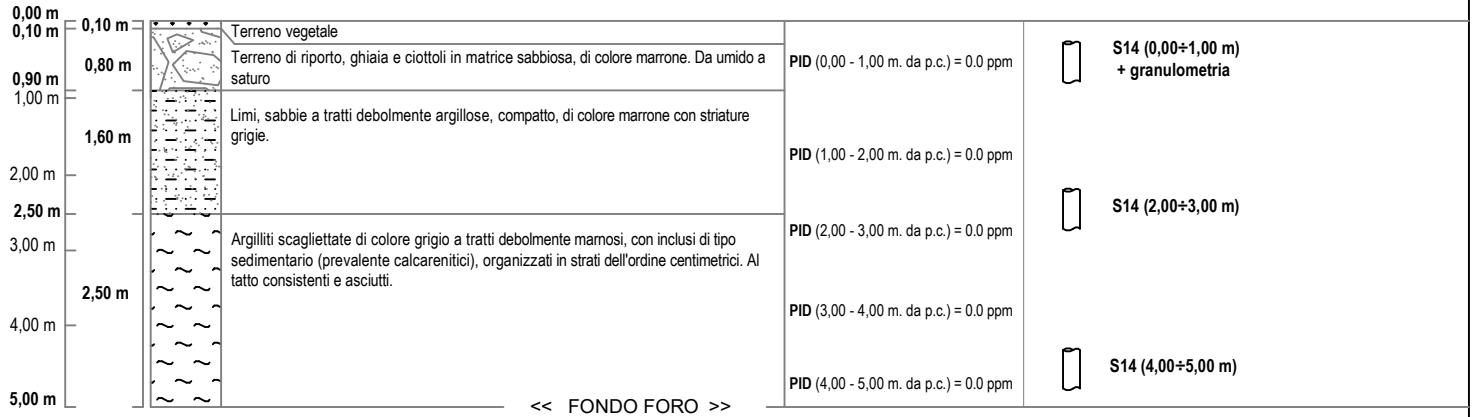 0,00 m
0,10 m
0,10 m
Terreno vegetale
Terreno di riporto, ghiaia e ciottoli in matrice sabbiosa, di colore marrone. Da umido a
saturo
0,80 m
PID (0,00 - 1,00 m. da p.c.) = 0.0 ppm
S14 (0,00÷1,00 m)
+ granulometria
0,90 m
1,00 m
Limi, sabbie a tratti debolmente argillose, compatto, di colore marrone con striature
grigie.
1,60 m
PID (1,00 - 2,00 m. da p.c.) = 0.0 ppm
2,00 m
2,50 m
S14 (2,00÷3,00 m)
PID (2,00 - 3,00 m. da p.c.) = 0.0 ppm
3,00 m
Argilliti scagliettate di colore grigio a tratti debolmente marnosi, con inclusi di tipo
sedimentario (prevalente calcarenitici), organizzati in strati dell'ordine centimetrici. Al
tatto consistenti e asciutti.
2,50 m
PID (3,00 - 4,00 m. da p.c.) = 0.0 ppm
4,00 m
S14 (4,00÷5,00 m)
PID (4,00 - 5,00 m. da p.c.) = 0.0 ppm
5,00 m
<< FONDO FORO >>